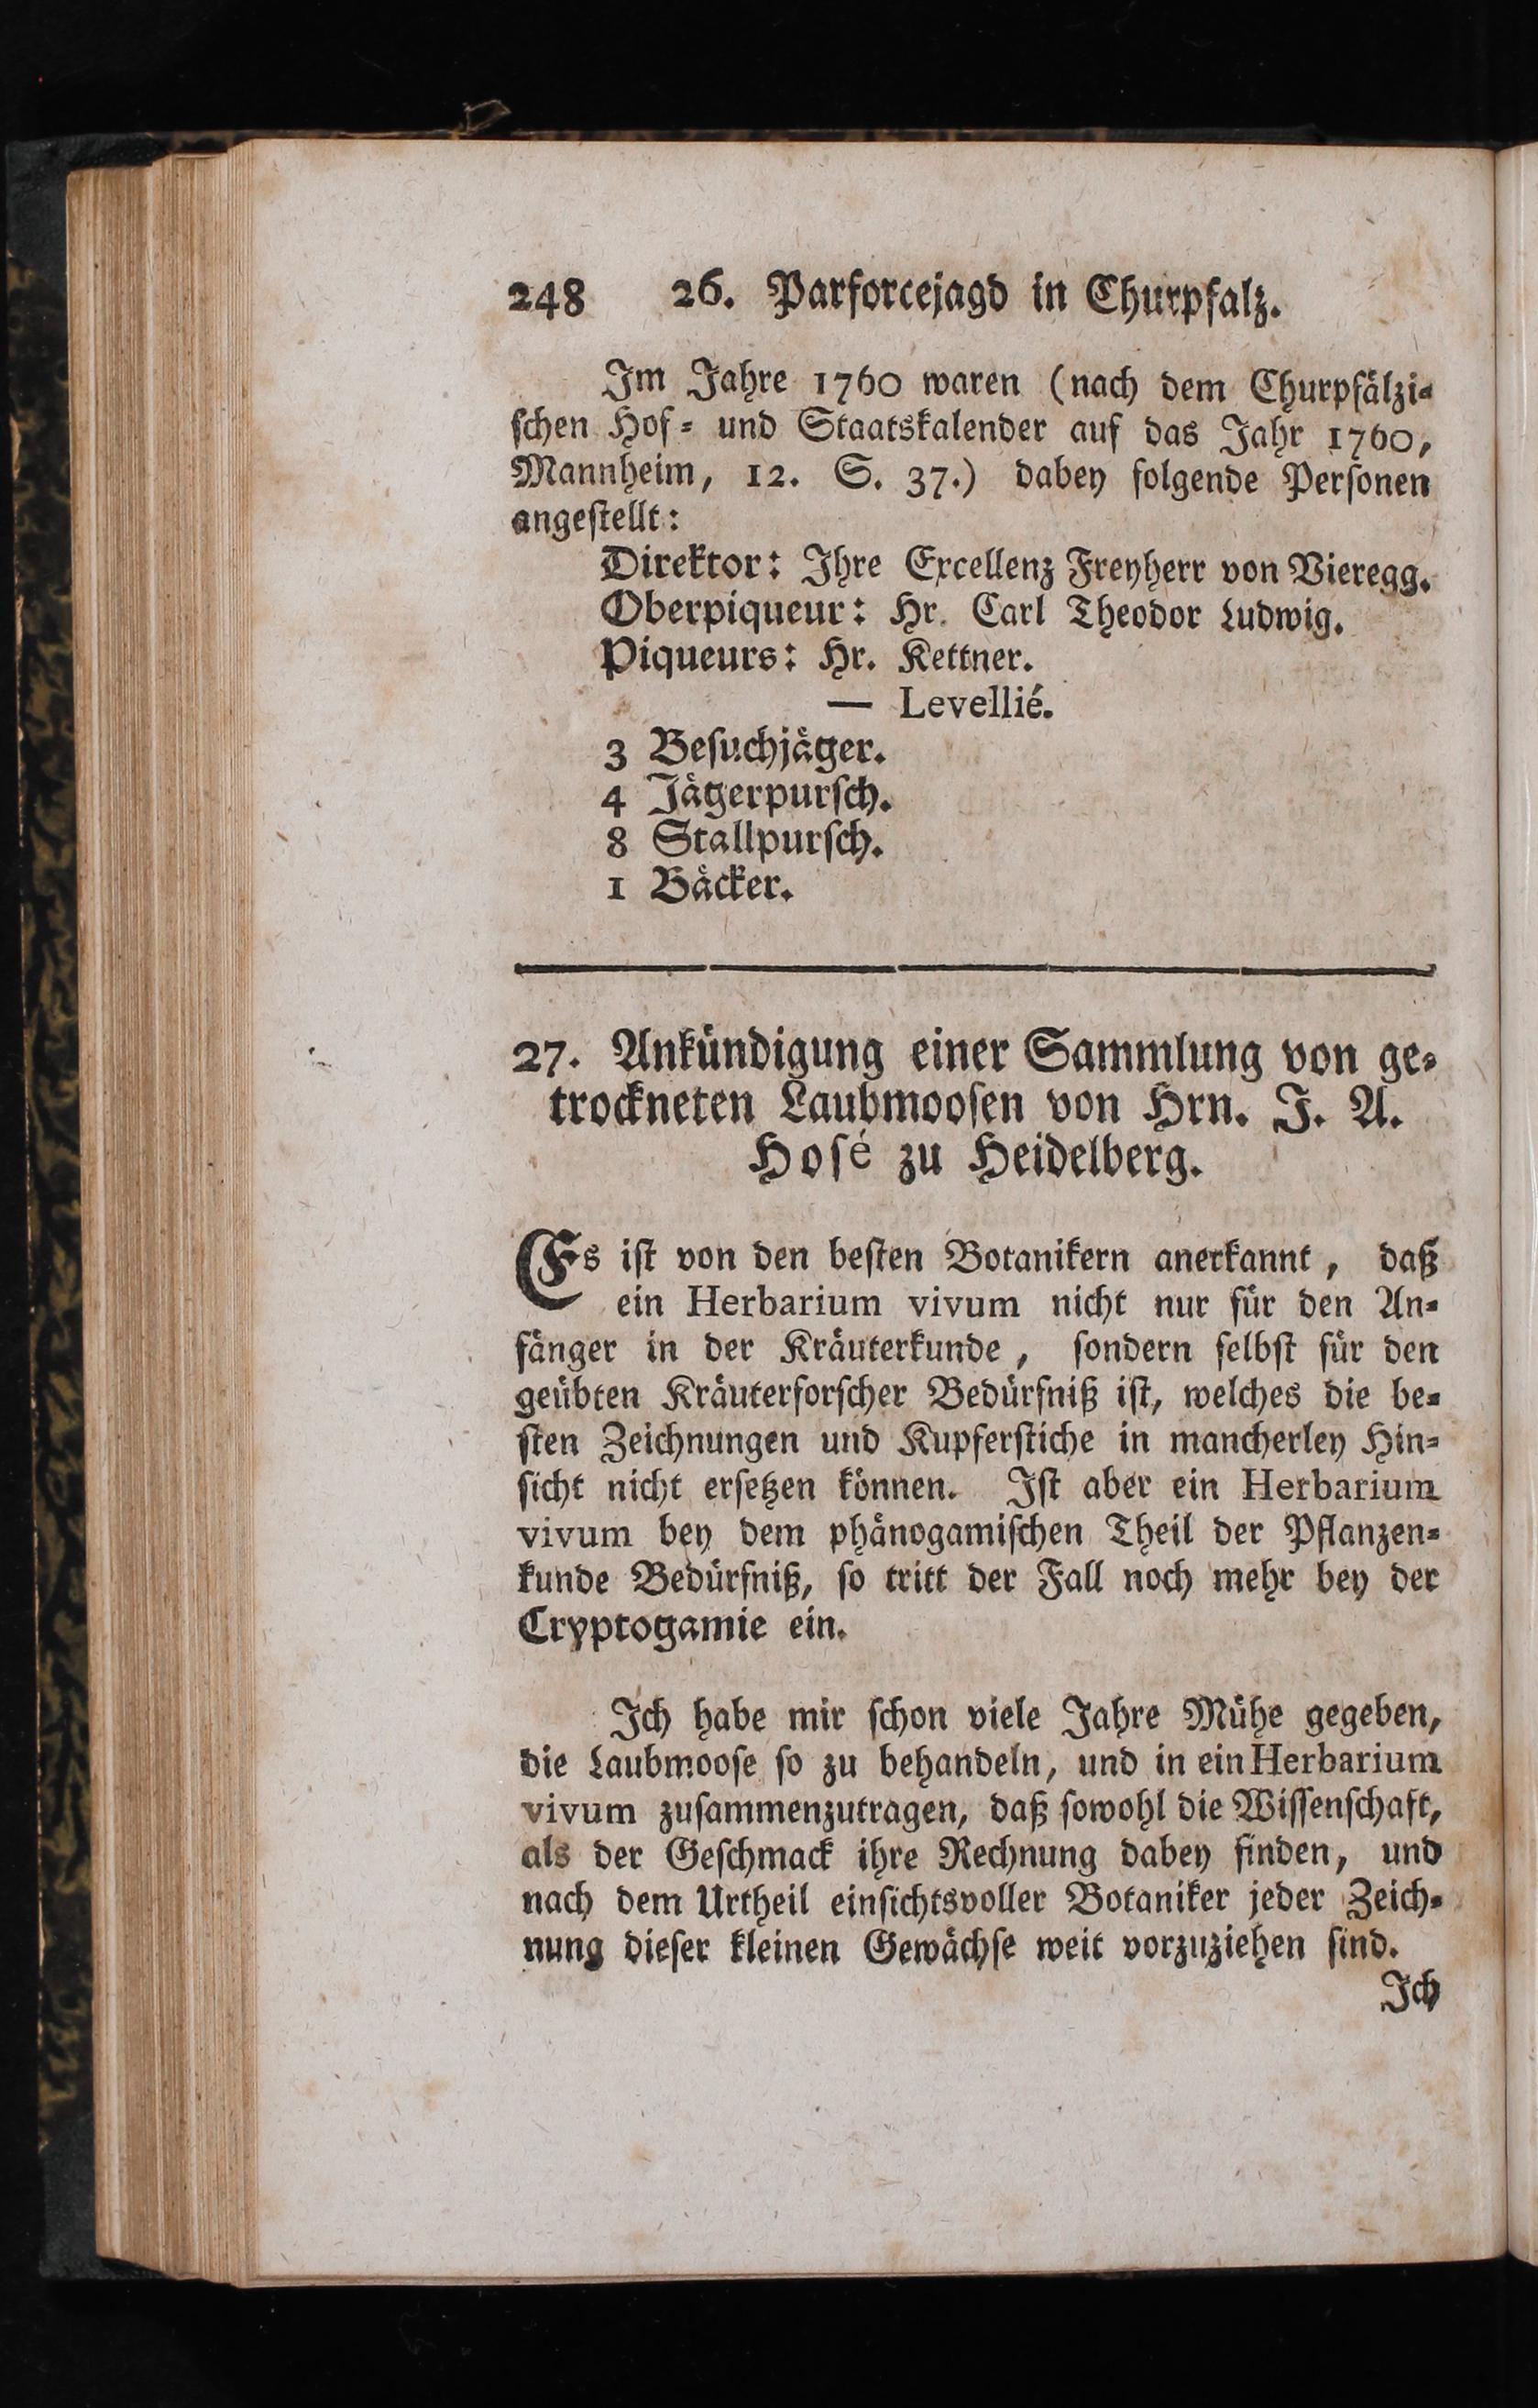 248 26. Parforcejagd in Churpfalz.
Im Jahre 1760 waren (nach dem Churpfälzi-
schen Hof- und Staatskalender auf das Jahr 1760,
Mannheim, 12. S. 37.) dabey folgende Personen
angestellt:
Direktor: Ihre Excellenz Freyherr von Vieregg.
Oberpiqueur: Hr. Carl Theodor Ludwig.
Piqueurs: Hr. Kettner.
— Levellié.
3 Besuchjäger.
4 Jägerpursch.
8 Stallpursch.
1 Bäcker.
27. Ankündigung einer Sammlung von ge-
trockneten Laubmoosen von Hrn. J. A.
Hosé zu Heidelberg.
Es ist von den besten Botanikern anerkannt, daß
ein Herbarium vivum nicht nur für den An-
fänger in der Kräuterkunde, sondern selbst für den
geübten Kräuterforscher Bedürfniß ist, welches die be-
sten Zeichnungen und Kupferstiche in mancherley Hin-
sicht nicht ersetzen können. Ist aber ein Herbarium
vivum bey dem phänogamischen Theil der Pflanzen-
kunde Bedürfniß, so tritt der Fall noch mehr bey der
Cryptogamie ein.
Ich habe mir schon viele Jahre Mühe gegeben,
die Laubmoose so zu behandeln, und in ein Herbarium
vivum zusammenzutragen, daß sowohl die Wissenschaft,
als der Geschmack ihre Rechnung dabey finden, und
nach dem Urtheil einsichtsvoller Botaniker jeder Zeich-
nung dieser kleinen Gewächse weit vorzuziehen sind.
Ich